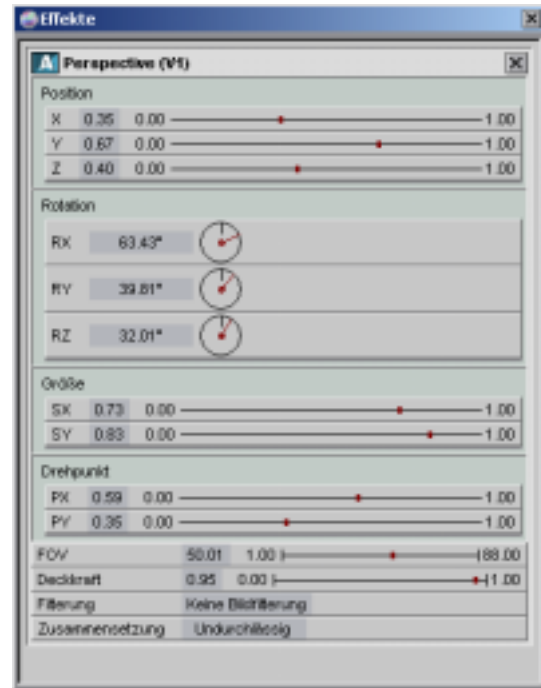 Effekte
Perspective (V1)
Position
X 0.35 0.00 1.00
Y 0.67 0.00 1.00
Z 0.40 0.00 1.00
Rotation
RX 63.43°
RY 39.81°
RZ 32.01°
Größe
SX 0.73 0.00 1.00
SY 0.83 0.00 1.00
Drehpunkt
PX 0.59 0.00 1.00
PY 0.35 0.00 1.00
FOV 50.01 1.00 88.00
Deckkraft 0.95 0.00 1.00
Filterung Keine Bildfilterung
Zusammensetzung Undurchlässig